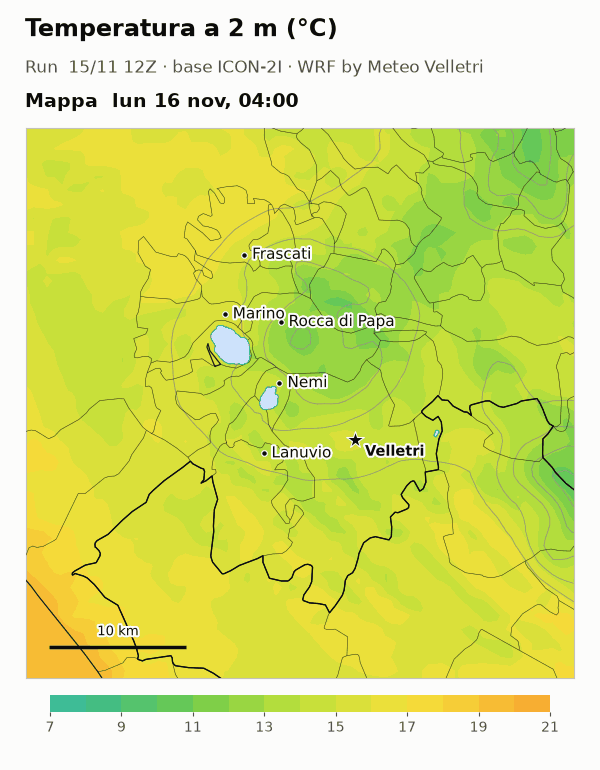 Temperatura a 2 m (°C)
Run  15/11 12Z · base ICON-2I · WRF by Meteo Velletri
Mappa  lun 16 nov, 04:00
Frascati
Marino
Rocca di Papa
Nemi
Velletri
Lanuvio
10 km
7 9 11 13 15 17 19 21